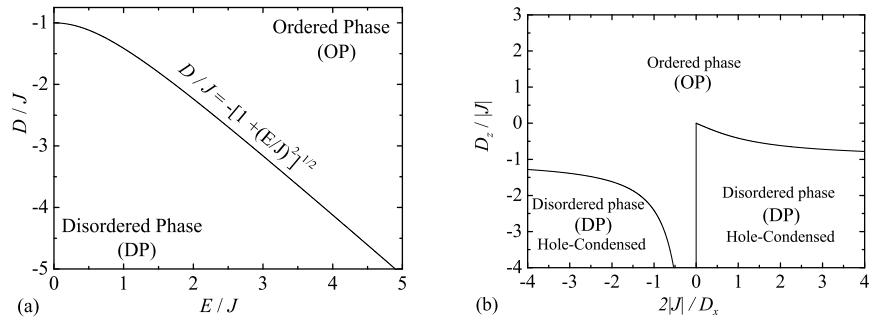 -1
-2
-3
-4
-5
D / J
Ordered Phase
(OP)
D / J = -[1 +(E/J)²]^1/2
Disordered Phase
(DP)
0 1 2 3 4 5
(a)
E / J
3
2
1
0
-1
-2
-3
4
D_z / |J|
Ordered phase
(OP)
Disordered phase
(DP)
Hole-Condensed
Disordered phase
(DP)
Hole-Condensed
-4 -3 -2 -1 0 1 2 3 4
(b)
2|J| / D_x